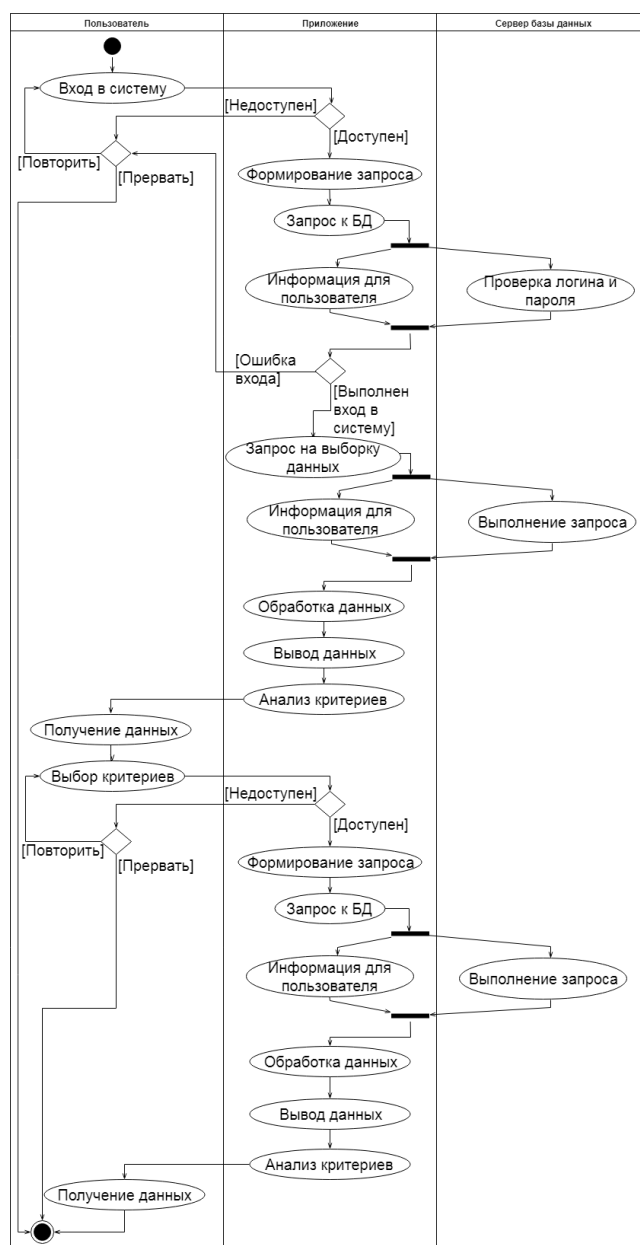 Пользователь
Приложение
Сервер базы данных
Вход в систему
[Недоступен]
[Доступен]
[Повторить]
[Прервать]
Формирование запроса
Запрос к БД
Информация для
пользователя
Проверка логина и
пароля
[Ошибка
входа]
[Выполнен
вход в
систему]
Запрос на выборку
данных
Информация для
пользователя
Выполнение запроса
Обработка данных
Вывод данных
Анализ критериев
Получение данных
Выбор критериев
[Недоступен]
[Доступен]
[Повторить]
[Прервать]
Формирование запроса
Запрос к БД
Информация для
пользователя
Выполнение запроса
Обработка данных
Вывод данных
Анализ критериев
Получение данных